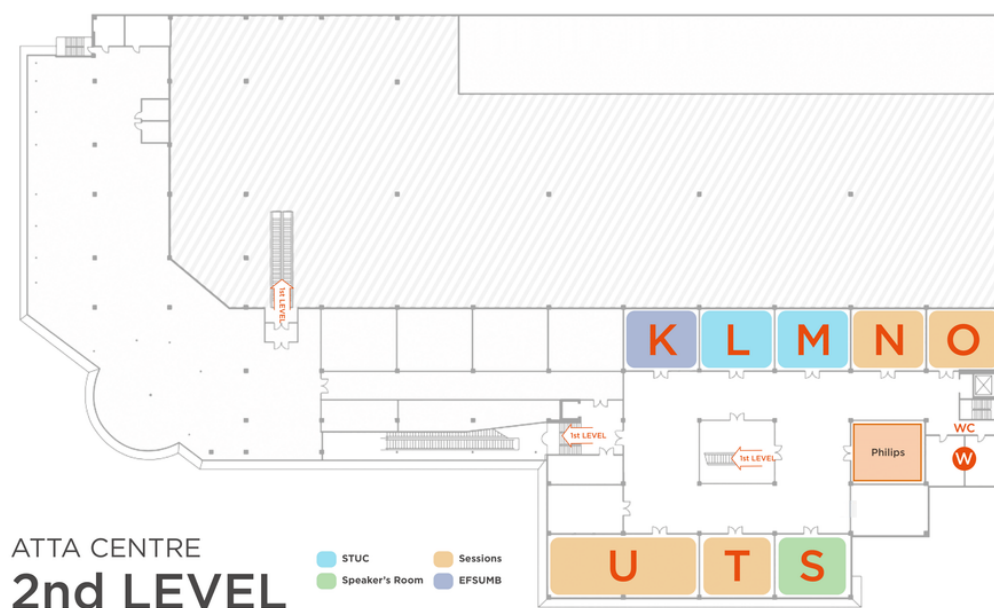 1st LEVEL
K
L
M
N
O
1st LEVEL
1st LEVEL
WC
W
Philips
U
T
S
ATTA CENTRE
2nd LEVEL
STUC
Sessions
Speaker's Room
EFSUMB